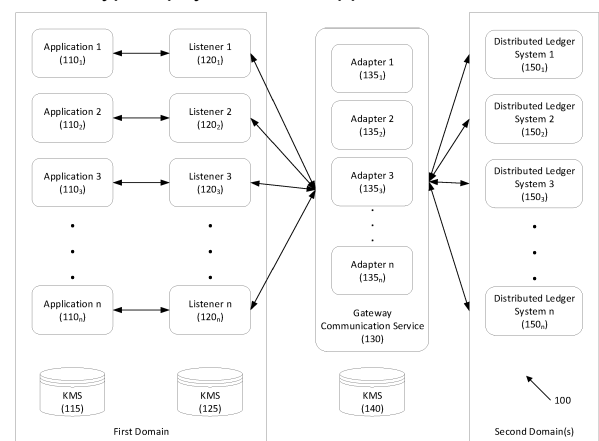 Application 1
(110₁)
Listener 1
(120₁)
Adapter 1
(135₁)
Distributed Ledger
System 1
(150₁)
Application 2
(110₂)
Listener 2
(120₂)
Adapter 2
(135₂)
Distributed Ledger
System 2
(150₂)
Application 3
(110₃)
Listener 3
(120₃)
Adapter 3
(135₃)
Distributed Ledger
System 3
(150₃)
Application n
(110ₙ)
Listener n
(120ₙ)
Adapter n
(135ₙ)
Distributed Ledger
System n
(150ₙ)
Gateway
Communication Service
(130)
KMS
(115)
KMS
(125)
KMS
(140)
100
First Domain
Second Domain(s)